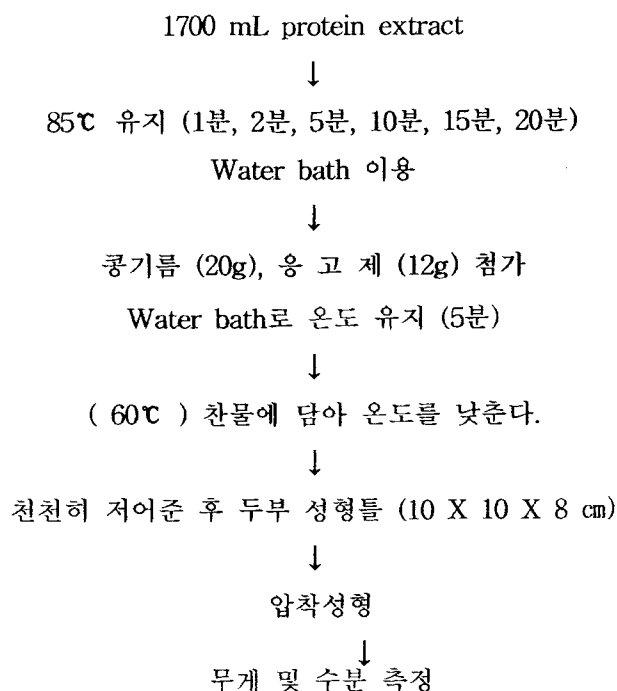 1700 mL protein extract
↓
85℃ 유지 (1분, 2분, 5분, 10분, 15분, 20분)
Water bath 이용
↓
콩기름 (20g), 응 고 제 (12g) 첨가
Water bath로 온도 유지 (5분)
↓
( 60℃ ) 찬물에 담아 온도를 낮춘다.
↓
천천히 저어준 후 두부 성형틀 (10 X 10 X 8 ㎝)
↓
압착성형
↓
무게 및 수분 측정